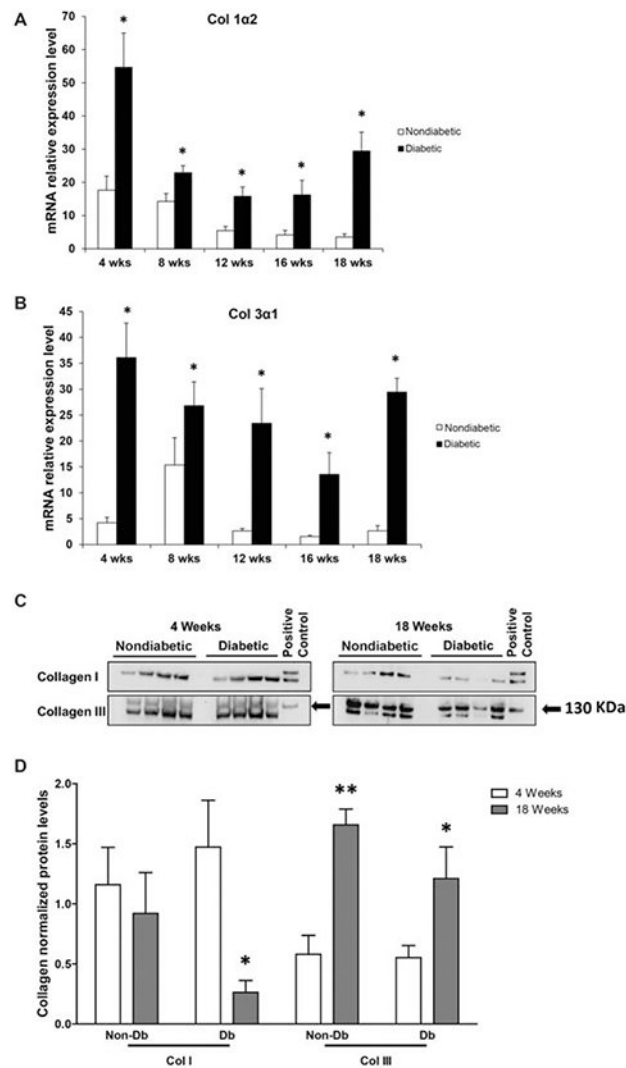 A
Col 1α2
mRNA relative expression level
70
60
50
40
30
20
10
0
*
*
*
*
*
4 wks 8 wks 12 wks 16 wks 18 wks
Nondiabetic
Diabetic
B
Col 3α1
mRNA relative expression level
45
40
35
30
25
20
15
10
5
0
*
*
*
*
*
4 wks 8 wks 12 wks 16 wks 18 wks
Nondiabetic
Diabetic
C
4 Weeks 18 Weeks
Nondiabetic Diabetic Positive Control Nondiabetic Diabetic Positive Control
Collagen I
Collagen III
130 KDa
D
Collagen normalized protein levels
2.0
1.5
1.0
0.5
0.0
*
**
*
4 Weeks
18 Weeks
Non-Db Db Non-Db Db
Col I Col III